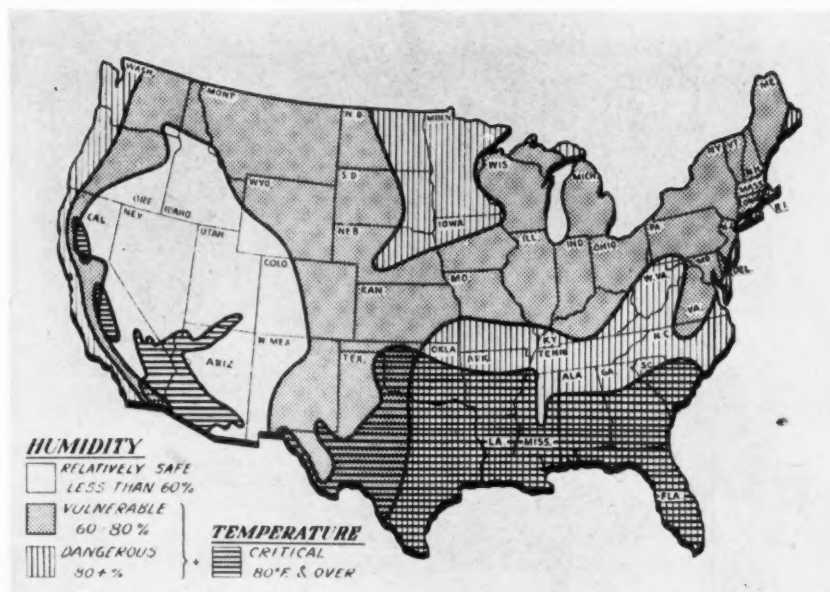 WASH.
MONT.
N.D.
MINN.
ME.
ORE.
IDAHO
WYO.
S.D.
WIS.
MICH.
N.Y.
VT.
N.H.
MASS.
CONN.
R.I.
CAL.
NEV.
UTAH
COLO.
NEB.
IOWA
ILL.
IND.
OHIO
PA.
N.J.
MD.
DEL.
KAN.
MO.
W.VA.
VA.
ARIZ.
N.MEX.
TEX.
OKLA.
ARK.
KY.
TENN.
N.C.
S.C.
ALA.
GA.
LA.
MISS.
FLA.
HUMIDITY
RELATIVELY SAFE
LESS THAN 60%
VULNERABLE
60-80%
DANGEROUS
80+%
+
TEMPERATURE
CRITICAL
80°F. & OVER